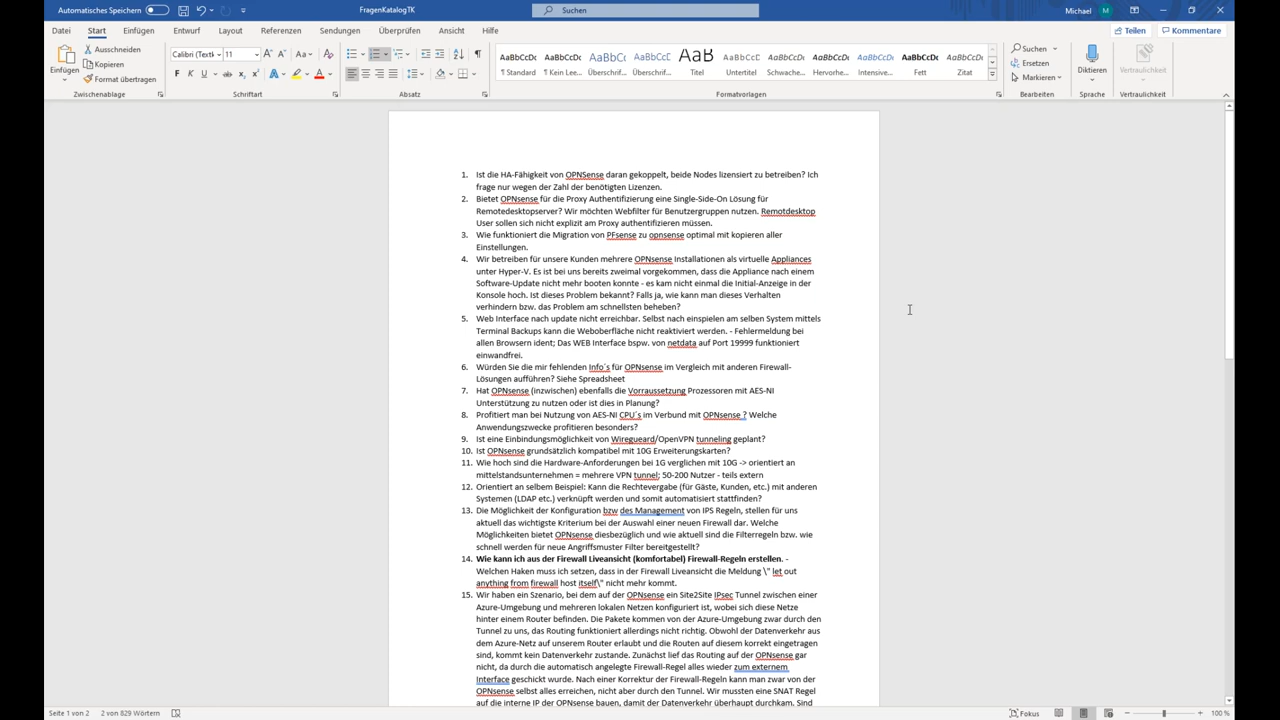 Automatisches Speichern
FragenKatalogTK
Suchen
Michael
M
Datei Start Einfügen Entwurf Layout Referenzen Sendungen Überprüfen Ansicht Hilfe
Teilen Kommentare
Einfügen
Ausschneiden
Kopieren
Format übertragen
Zwischenablage
Calibri (Textk 11
F K U ab x₂ x²
Schriftart
Absatz
AaBbCcDc AaBbCcDc AaBbCc AaBbCcC AaB AaBbCcC AaBbCcDc AaBbCcDc AaBbCcDc AaBbCcDc AaBbCcDc
¶ Standard ¶ Kein Lee... Überschrif... Überschrif... Titel Untertitel Schwache... Hervorhe... Intensive... Fett Zitat
Formatvorlagen
Suchen
Ersetzen
Markieren
Bearbeiten
Diktieren
Sprache
Vertraulichkeit
Vertraulichkeit
1. Ist die HA-Fähigkeit von OPNSense daran gekoppelt, beide Nodes lizensiert zu betreiben? Ich
frage nur wegen der Zahl der benötigten Lizenzen.
2. Bietet OPNsense für die Proxy Authentifizierung eine Single-Side-On Lösung für
Remotedesktopserver? Wir möchten Webfilter für Benutzergruppen nutzen. Remotdesktop
User sollen sich nicht explizit am Proxy authentifizieren müssen.
3. Wie funktioniert die Migration von PFsense zu opnsense optimal mit kopieren aller
Einstellungen.
4. Wir betreiben für unsere Kunden mehrere OPNsense Installationen als virtuelle Appliances
unter Hyper-V. Es ist bei uns bereits zweimal vorgekommen, dass die Appliance nach einem
Software-Update nicht mehr booten konnte - es kam nicht einmal die Initial-Anzeige in der
Konsole hoch. Ist dieses Problem bekannt? Falls ja, wie kann man dieses Verhalten
verhindern bzw. das Problem am schnellsten beheben?
5. Web Interface nach update nicht erreichbar. Selbst nach einspielen am selben System mittels
Terminal Backups kann die Weboberfläche nicht reaktiviert werden. - Fehlermeldung bei
allen Browsern ident; Das WEB Interface bspw. von netdata auf Port 19999 funktioniert
einwandfrei.
6. Würden Sie die mir fehlenden Info´s für OPNsense im Vergleich mit anderen Firewall-
Lösungen aufführen? Siehe Spreadsheet
7. Hat OPNsense (inzwischen) ebenfalls die Vorraussetzung Prozessoren mit AES-NI
Unterstützung zu nutzen oder ist dies in Planung?
8. Profitiert man bei Nutzung von AES-NI CPU´s im Verbund mit OPNsense ? Welche
Anwendungszwecke profitieren besonders?
9. Ist eine Einbindungsmöglichkeit von Wiregueard/OpenVPN tunneling geplant?
10. Ist OPNsense grundsätzlich kompatibel mit 10G Erweiterungskarten?
11. Wie hoch sind die Hardware-Anforderungen bei 1G verglichen mit 10G -> orientiert an
mittelstandsunternehmen = mehrere VPN tunnel; 50-200 Nutzer - teils extern
12. Orientiert an selbem Beispiel: Kann die Rechtevergabe (für Gäste, Kunden, etc.) mit anderen
Systemen (LDAP etc.) verknüpft werden und somit automatisiert stattfinden?
13. Die Möglichkeit der Konfiguration bzw des Management von IPS Regeln, stellen für uns
aktuell das wichtigste Kriterium bei der Auswahl einer neuen Firewall dar. Welche
Möglichkeiten bietet OPNsense diesbezüglich und wie aktuell sind die Filterregeln bzw. wie
schnell werden für neue Angriffsmuster Filter bereitgestellt?
14. Wie kann ich aus der Firewall Liveansicht (komfortabel) Firewall-Regeln erstellen. -
Welchen Haken muss ich setzen, dass in der Firewall Liveansicht die Meldung \" let out
anything from firewall host itself\" nicht mehr kommt.
15. Wir haben ein Szenario, bei dem auf der OPNsense ein Site2Site IPsec Tunnel zwischen einer
Azure-Umgebung und mehreren lokalen Netzen konfiguriert ist, wobei sich diese Netze
hinter einem Router befinden. Die Pakete kommen von der Azure-Umgebung zwar durch den
Tunnel zu uns, das Routing funktioniert allerdings nicht richtig. Obwohl der Datenverkehr aus
dem Azure-Netz auf unserem Router erlaubt und die Routen auf diesem korrekt eingetragen
sind, kommt kein Datenverkehr zustande. Zunächst lief das Routing auf der OPNsense gar
nicht, da durch die automatisch angelegte Firewall-Regel alles wieder zum externem
Interface geschickt wurde. Nach einer Korrektur der Firewall-Regeln kann man zwar von der
OPNsense selbst alles erreichen, nicht aber durch den Tunnel. Wir mussten eine SNAT Regel
auf die interne IP der OPNsense bauen, damit der Datenverkehr überhaupt durchkam. Sind
Seite 1 von 2 2 von 829 Wörtern
Fokus
100 %